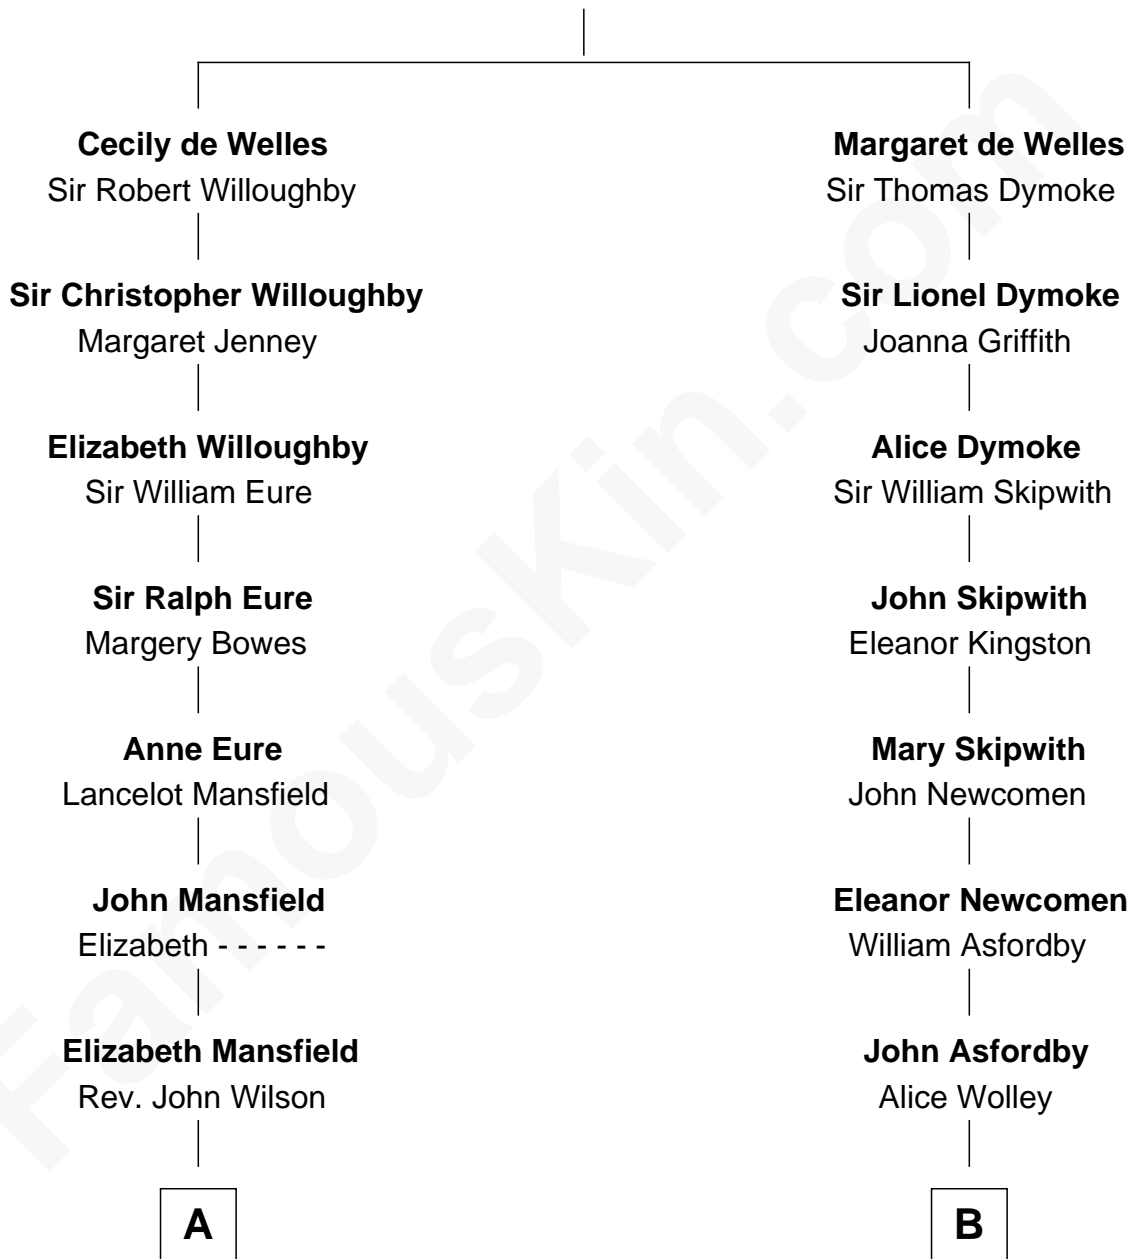 Cecily de Welles
Sir Robert Willoughby
Sir Christopher Willoughby
Margaret Jenney
Elizabeth Willoughby
Sir William Eure
Sir Ralph Eure
Margery Bowes
Anne Eure
Lancelot Mansfield
John Mansfield
Elizabeth - - - - - -
Elizabeth Mansfield
Rev. John Wilson
A
Margaret de Welles
Sir Thomas Dymoke
Sir Lionel Dymoke
Joanna Griffith
Alice Dymoke
Sir William Skipwith
John Skipwith
Eleanor Kingston
Mary Skipwith
John Newcomen
Eleanor Newcomen
William Asfordby
John Asfordby
Alice Wolley
B
FamousKin.com